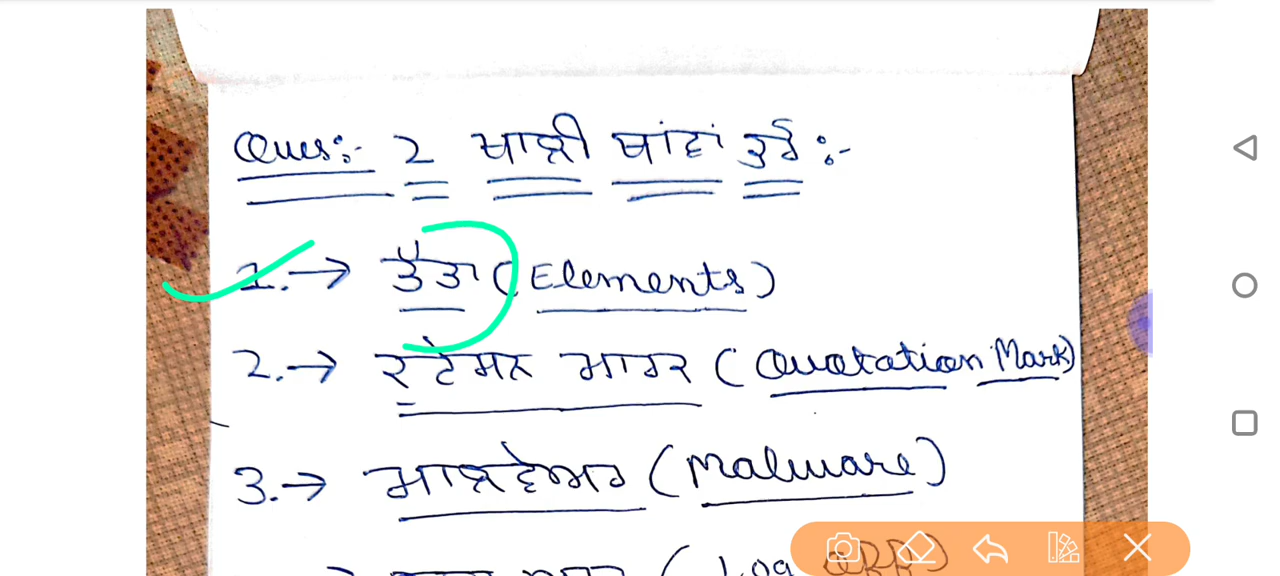 Ques:- 2 ਖਾਲੀ ਥਾਂਵਾਂ ਭਰੋ :-
1. → ਤੱਤ (Elements)
2. → (Quotation Mark)
3. → ਮਾਲਵੇਅਰ (Malware)